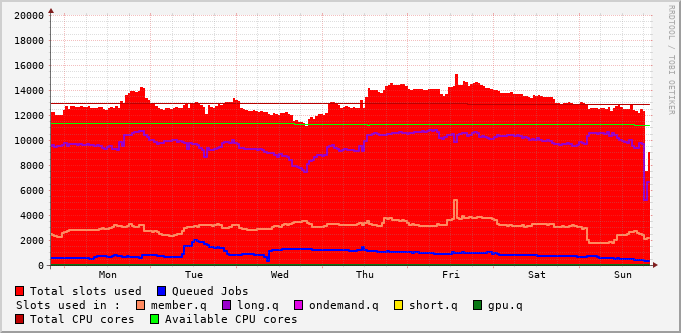 20000
18000
16000
14000
12000
10000
8000
6000
4000
2000
0
Mon Tue Wed Thu Fri Sat Sun
RRDTOOL / TOBI OETIKER
Total slots used Queued Jobs
Slots used in : member.q long.q ondemand.q short.q gpu.q
Total CPU cores Available CPU cores